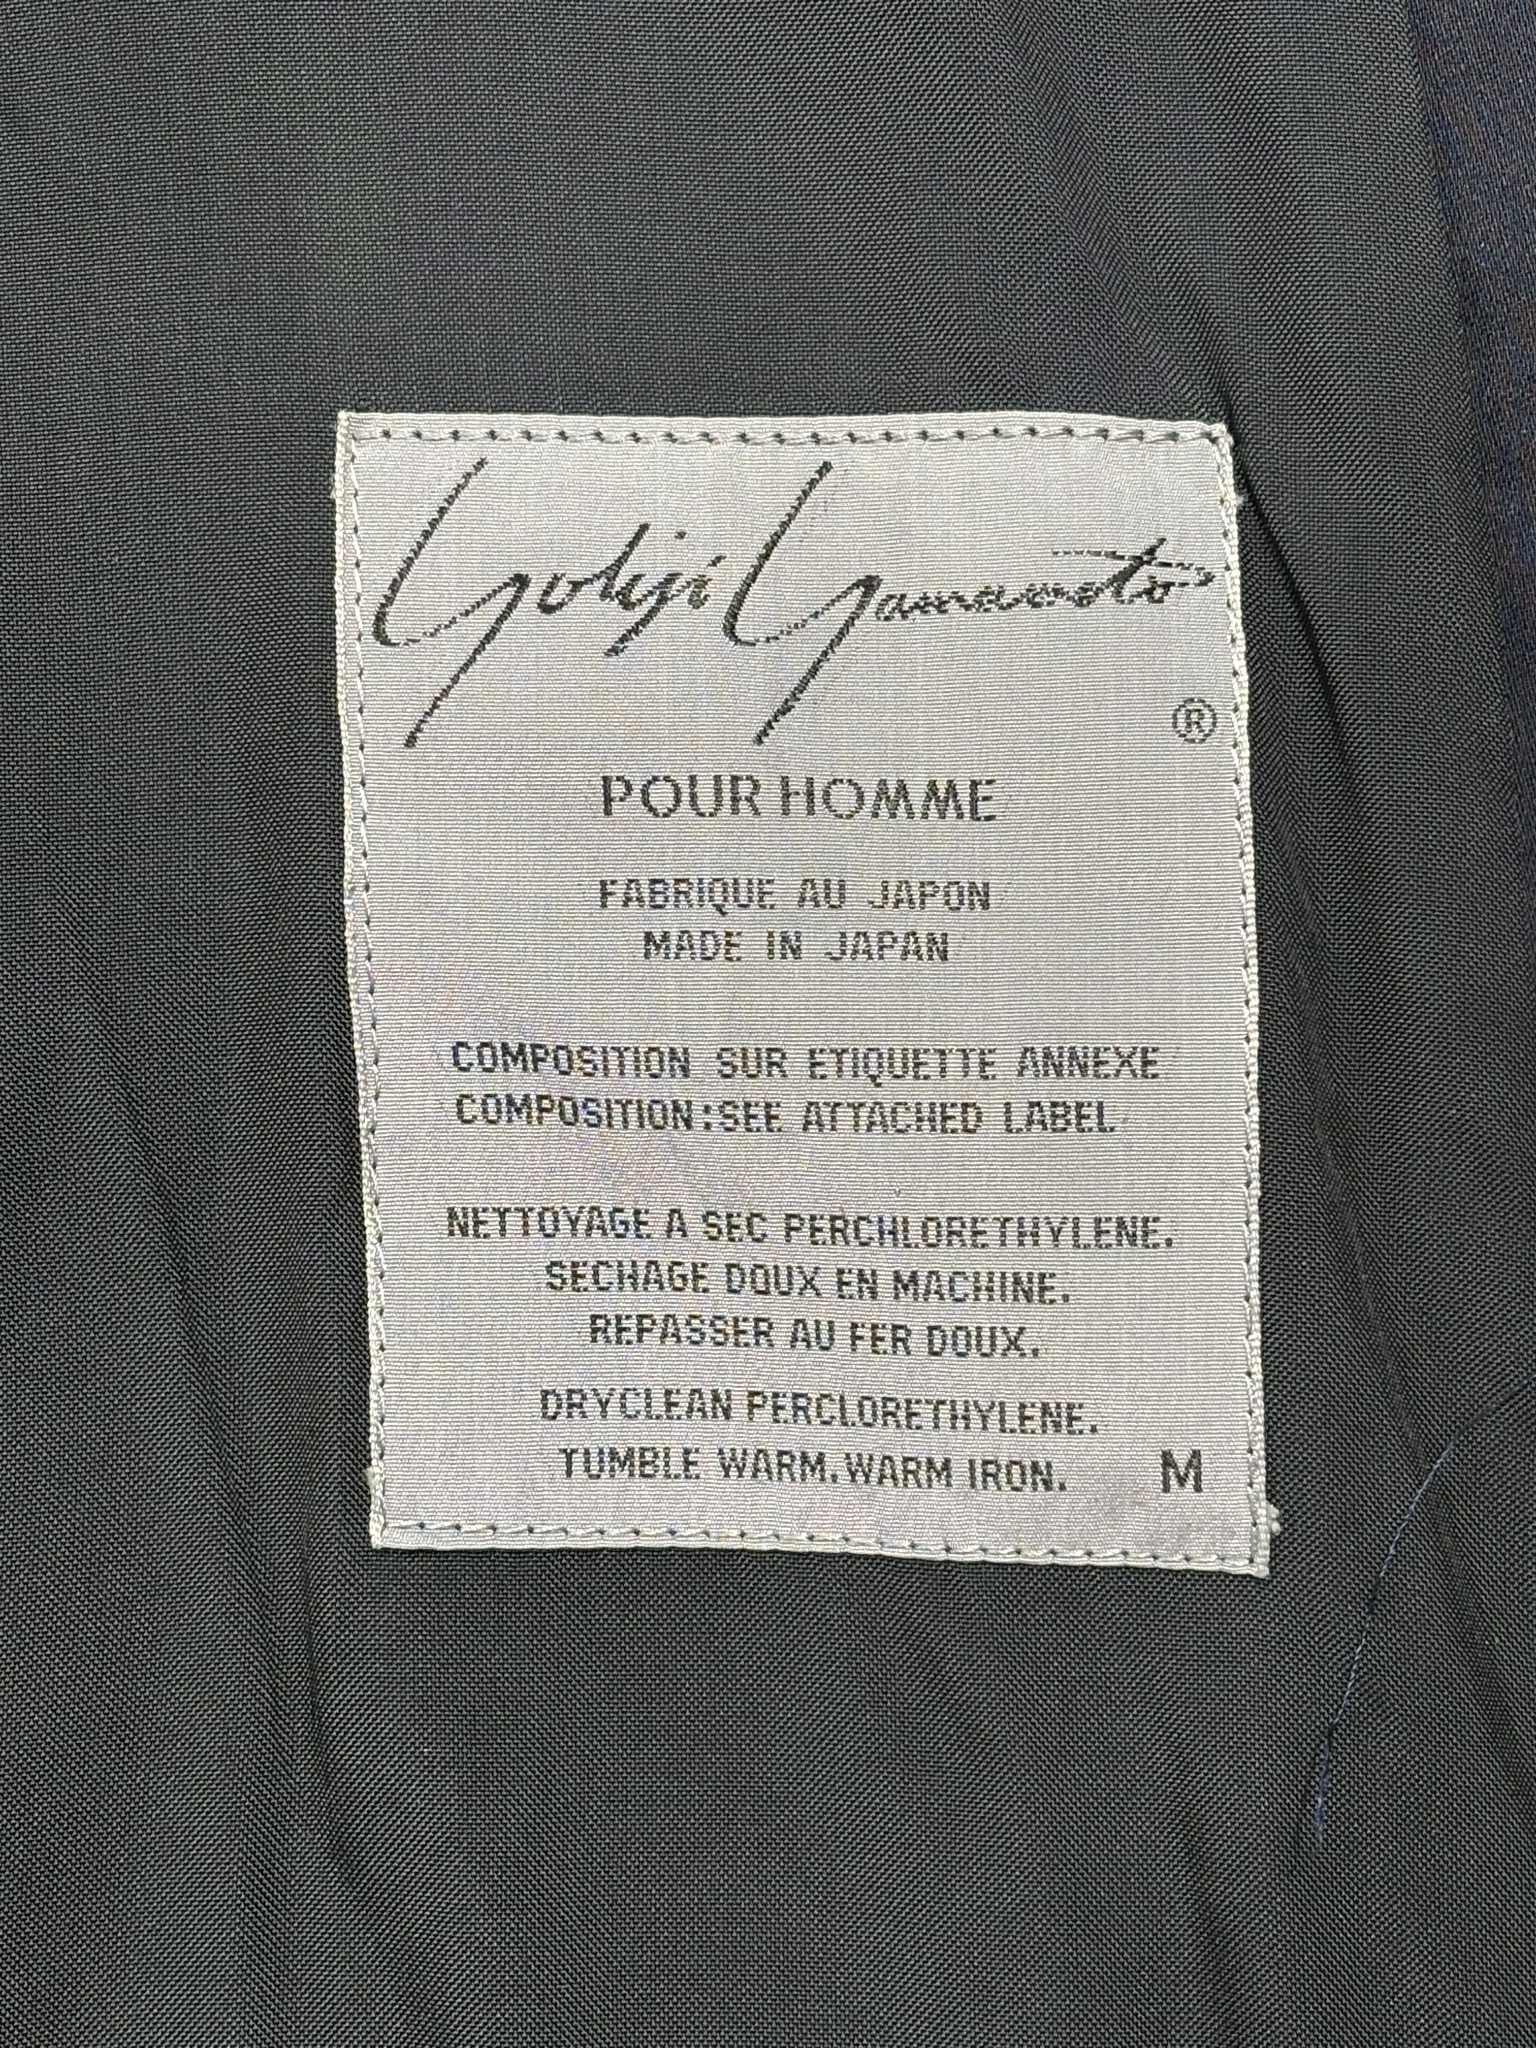 Yohji Yamamoto
®
POUR HOMME
FABRIQUE AU JAPON
MADE IN JAPAN
COMPOSITION SUR ETIQUETTE ANNEXE
COMPOSITION:SEE ATTACHED LABEL
NETTOYAGE A SEC PERCHLORETHYLENE.
SECHAGE DOUX EN MACHINE.
REPASSER AU FER DOUX.
DRYCLEAN PERCLORETHYLENE.
TUMBLE WARM.WARM IRON. M